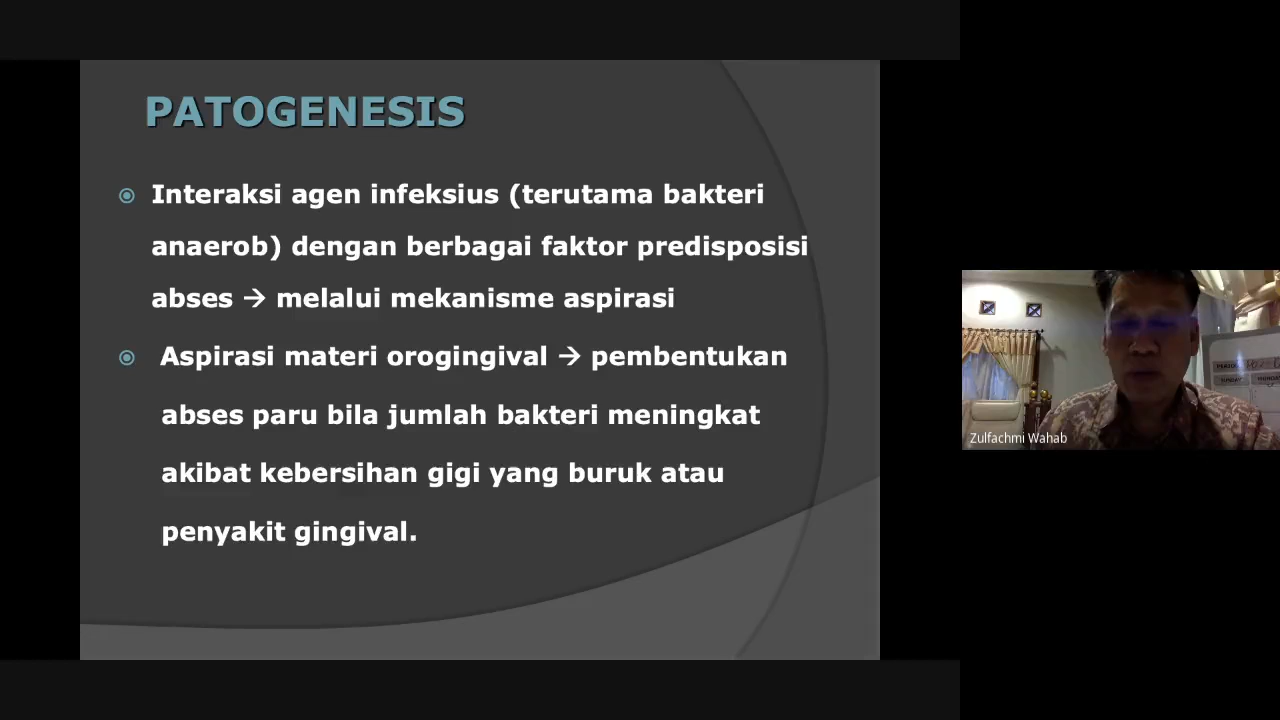 PATOGENESIS
Interaksi agen infeksius (terutama bakteri
anaerob) dengan berbagai faktor predisposisi
abses → melalui mekanisme aspirasi
Aspirasi materi orogingival → pembentukan
abses paru bila jumlah bakteri meningkat
akibat kebersihan gigi yang buruk atau
penyakit gingival.
Zulfachmi Wahab
SUNDAY